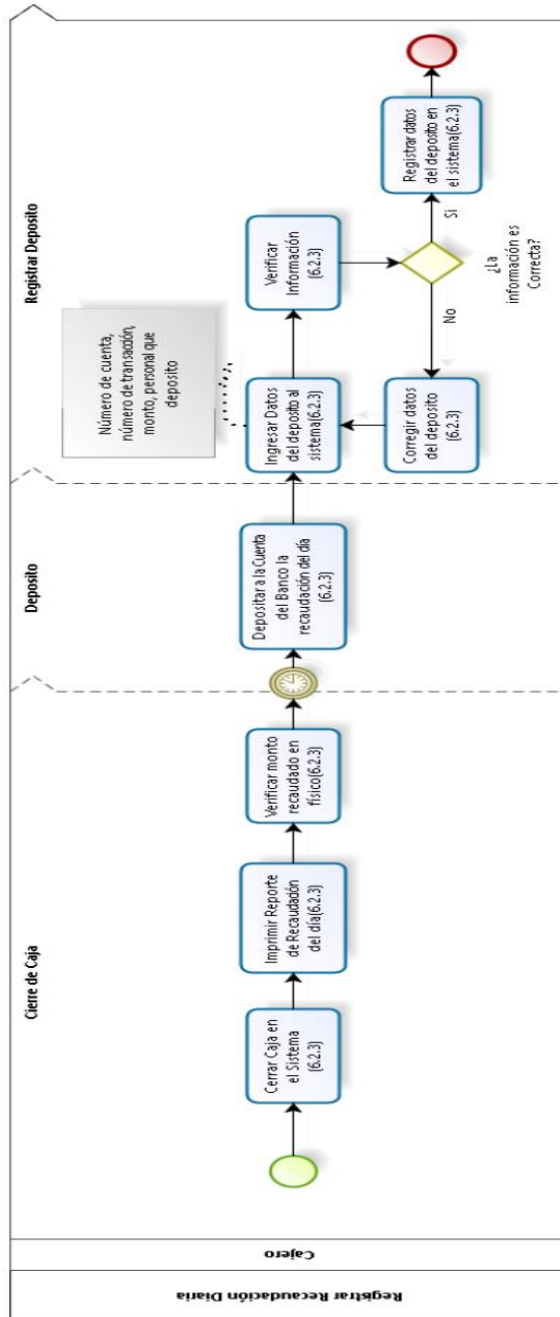 Registrar Recaudación Diaria
Cajero
Cierre de Caja
Deposito
Registrar Deposito
Cerrar Caja en
el Sistema
(6.2.3)
Imprimir Reporte
de Recaudación
del día(6.2.3)
Verificar monto
recaudado en
físico(6.2.3)
Depositar a la Cuenta
del Banco la
recaudación del día
(6.2.3)
Número de cuenta,
número de transacción,
monto, personal que
deposito
Ingresar Datos
del deposito al
sistema(6.2.3)
Verificar
Información
(6.2.3)
Corregir datos
del deposito
(6.2.3)
No
Si
¿La
información es
Correcta?
Registrar datos
del deposito en
el sistema(6.2.3)